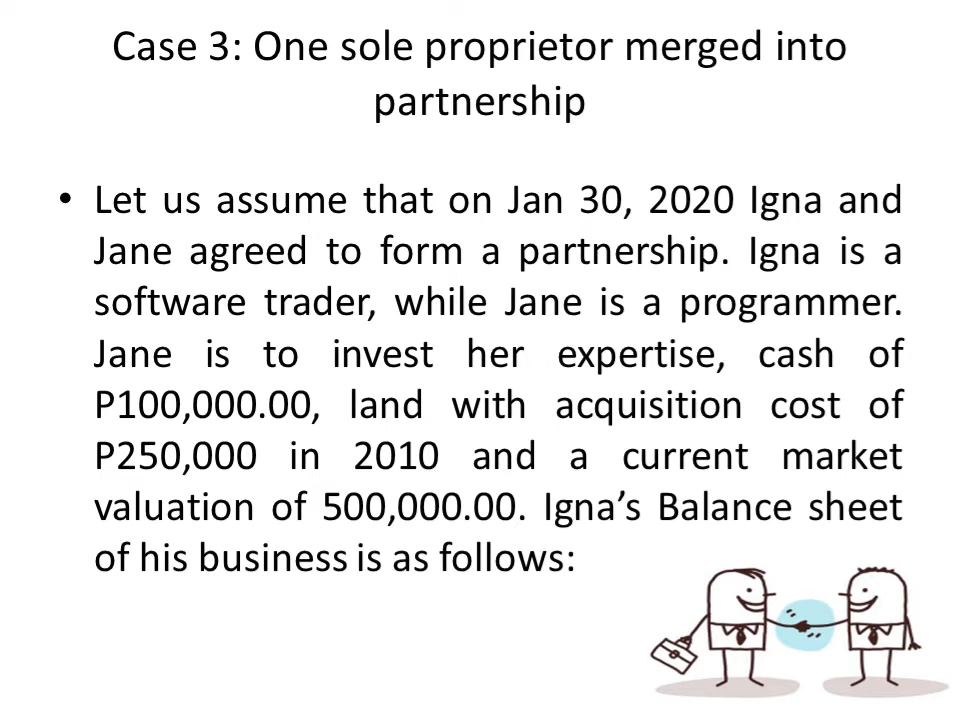 Case 3: One sole proprietor merged into
partnership
• Let us assume that on Jan 30, 2020 Igna and
Jane agreed to form a partnership. Igna is a
software trader, while Jane is a programmer.
Jane is to invest her expertise, cash of
P100,000.00, land with acquisition cost of
P250,000 in 2010 and a current market
valuation of 500,000.00. Igna’s Balance sheet
of his business is as follows: